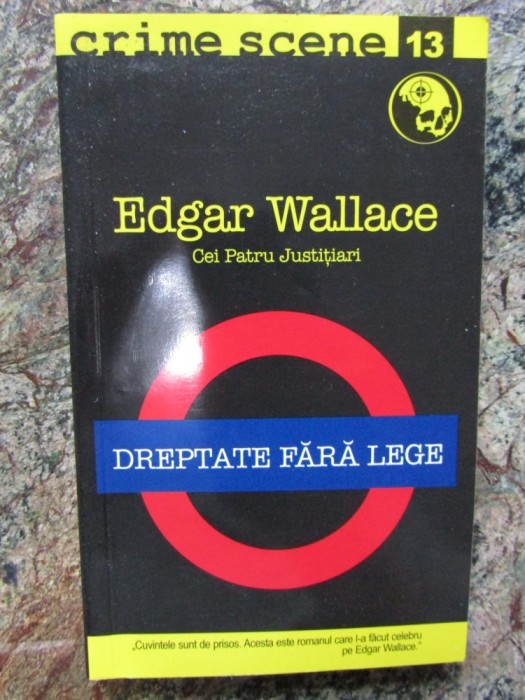 crime scene 13
Edgar Wallace
Cei Patru Justițiari
DREPTATE FĂRĂ LEGE
„Cuvintele sunt de prisos. Acesta este romanul care l-a făcut celebru
pe Edgar Wallace.”